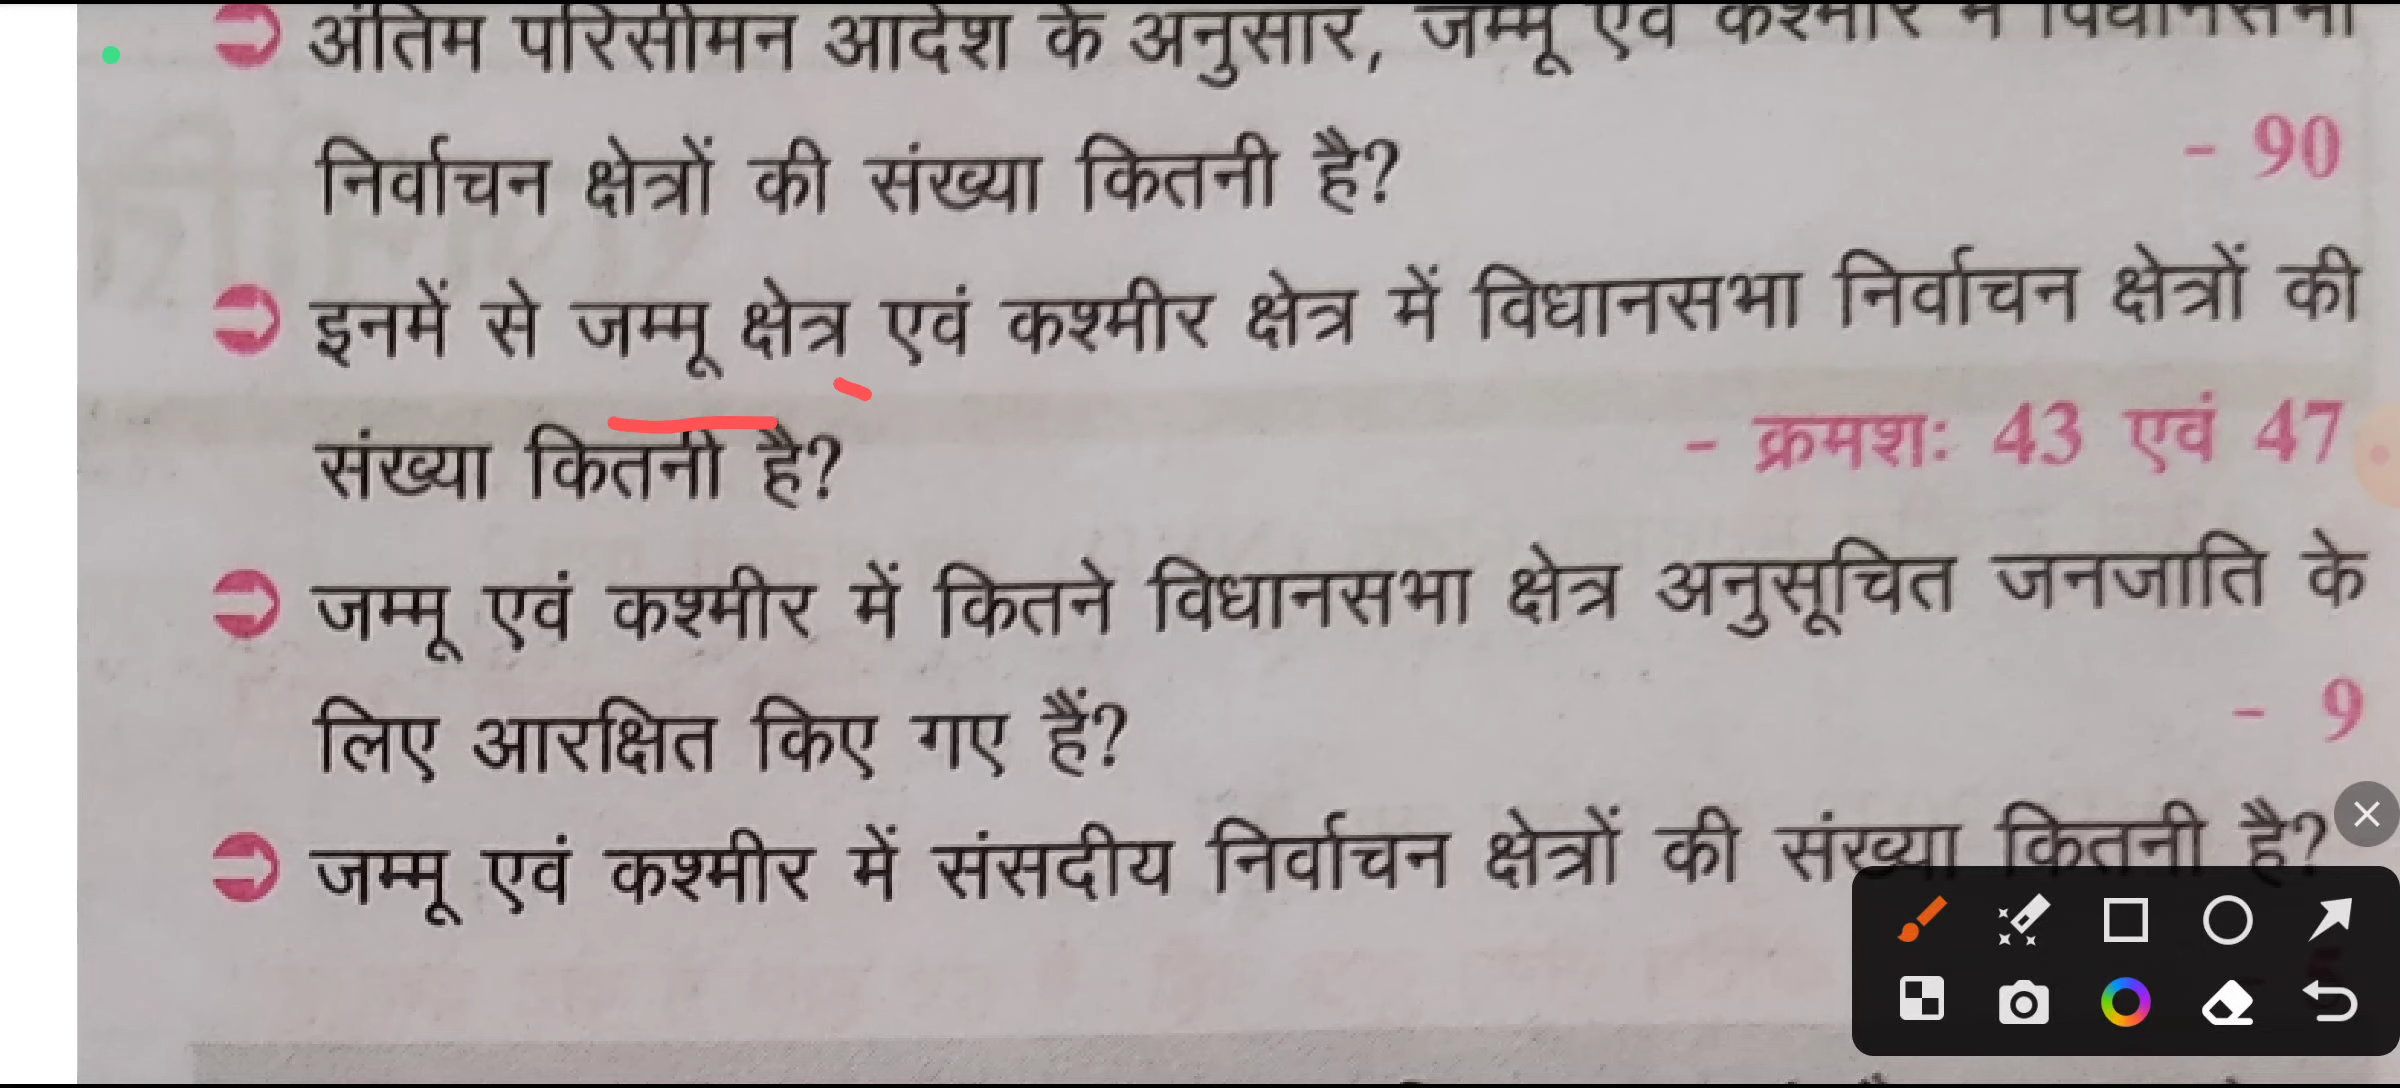 अंतिम परिसीमन आदेश के अनुसार, जम्मू एवं कश्मीर में विधानसभा
निर्वाचन क्षेत्रों की संख्या कितनी है? - 90
इनमें से जम्मू क्षेत्र एवं कश्मीर क्षेत्र में विधानसभा निर्वाचन क्षेत्रों की
संख्या कितनी है? - क्रमशः 43 एवं 47
जम्मू एवं कश्मीर में कितने विधानसभा क्षेत्र अनुसूचित जनजाति के
लिए आरक्षित किए गए हैं? - 9
जम्मू एवं कश्मीर में संसदीय निर्वाचन क्षेत्रों की संख्या कितनी है?